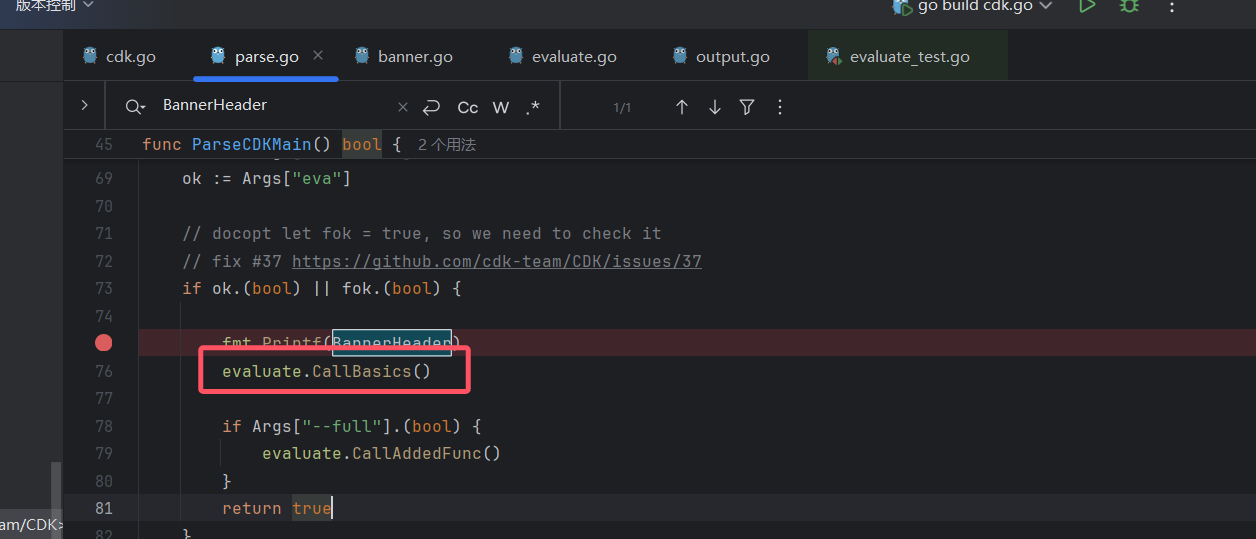 版本控制 go build cdk.go
cdk.go parse.go banner.go evaluate.go output.go evaluate_test.go
BannerHeader Cc W .* 1/1
45 func ParseCDKMain() bool { 2 个用法
69 ok := Args["eva"]
70
71 // docopt let fok = true, so we need to check it
72 // fix #37 https://github.com/cdk-team/CDK/issues/37
73 if ok.(bool) || fok.(bool) {
74
fmt.Printf(BannerHeader)
76 evaluate.CallBasics()
77
78 if Args["--full"].(bool) {
79 evaluate.CallAddedFunc()
80 }
81 return true
am/CDK>
82 }